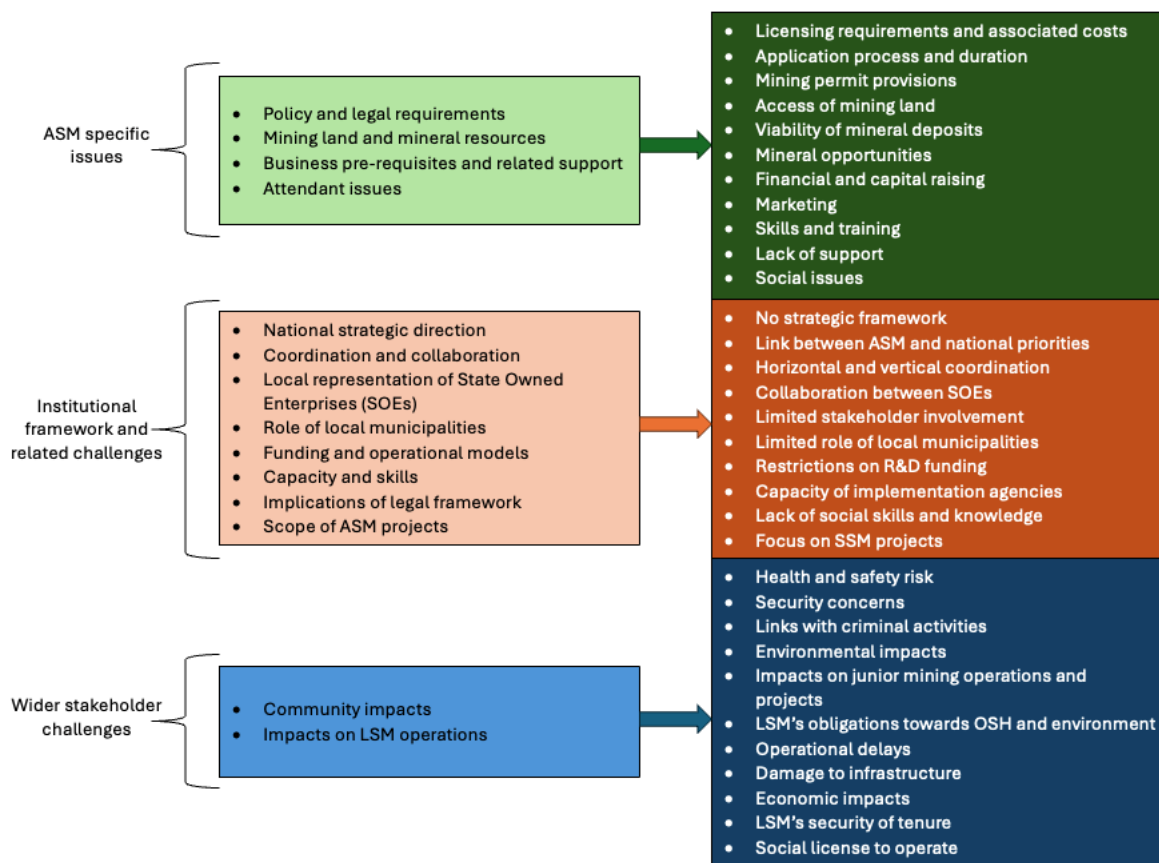 ASM specific
issues
• Policy and legal requirements
• Mining land and mineral resources
• Business pre-requisites and related support
• Attendant issues
• Licensing requirements and associated costs
• Application process and duration
• Mining permit provisions
• Access of mining land
• Viability of mineral deposits
• Mineral opportunities
• Financial and capital raising
• Marketing
• Skills and training
• Lack of support
• Social issues
Institutional
framework and
related challenges
• National strategic direction
• Coordination and collaboration
• Local representation of State Owned
Enterprises (SOEs)
• Role of local municipalities
• Funding and operational models
• Capacity and skills
• Implications of legal framework
• Scope of ASM projects
• No strategic framework
• Link between ASM and national priorities
• Horizontal and vertical coordination
• Collaboration between SOEs
• Limited stakeholder involvement
• Limited role of local municipalities
• Restrictions on R&D funding
• Capacity of implementation agencies
• Lack of social skills and knowledge
• Focus on SSM projects
Wider stakeholder
challenges
• Community impacts
• Impacts on LSM operations
• Health and safety risk
• Security concerns
• Links with criminal activities
• Environmental impacts
• Impacts on junior mining operations and
projects
• LSM's obligations towards OSH and environment
• Operational delays
• Damage to infrastructure
• Economic impacts
• LSM's security of tenure
• Social license to operate